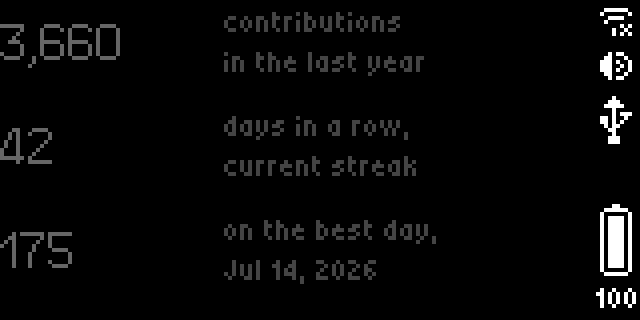 3,660
contributions
in the last year
42
days in a row,
current streak
175
on the best day,
Jul 14, 2026
100